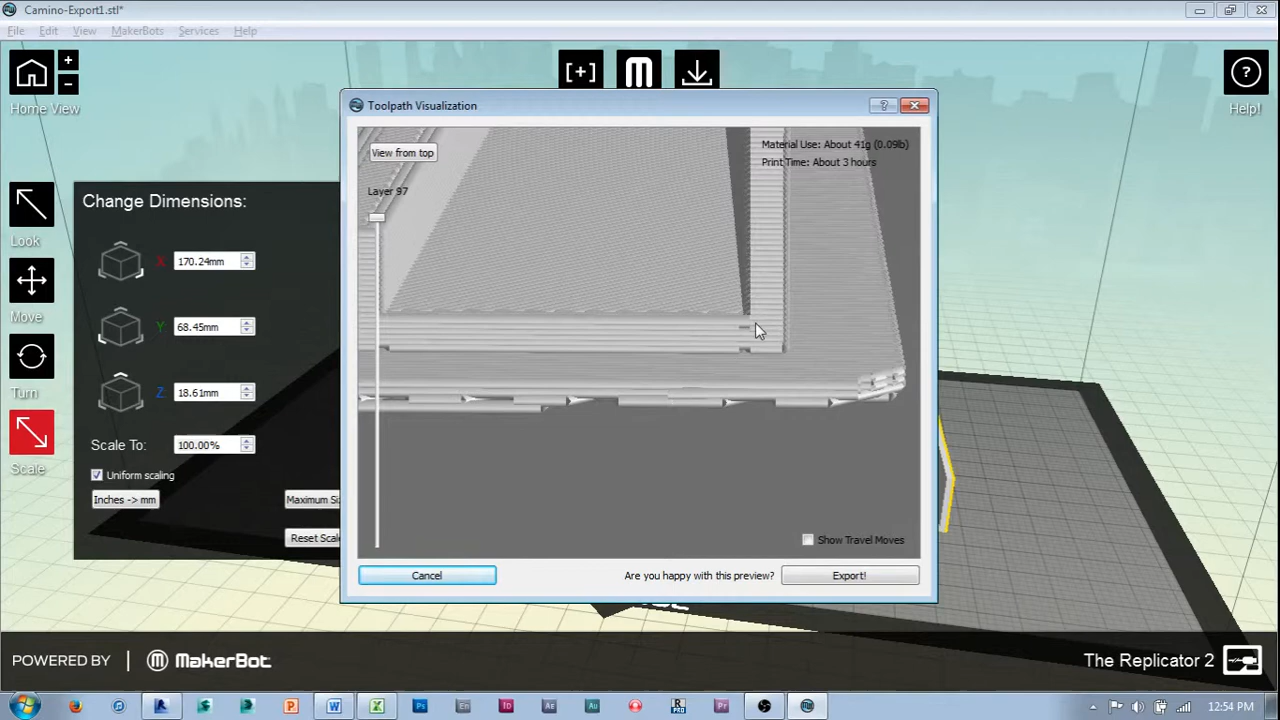 Camino-Export1.stl*
File Edit View MakerBots Services Help
[+]
?
Home View
Help!
Toolpath Visualization
View from top
Material Use: About 41g (0.09lb)
Print Time: About 3 hours
Layer 97
Change Dimensions:
Look
X: 170.24mm
Move
Y: 68.45mm
Turn
Z: 18.61mm
Scale To: 100.00%
Scale
Uniform scaling
Inches -> mm
Maximum Si
Reset Scale
Show Travel Moves
Cancel
Are you happy with this preview?
Export!
POWERED BY | MakerBot
The Replicator 2
12:54 PM